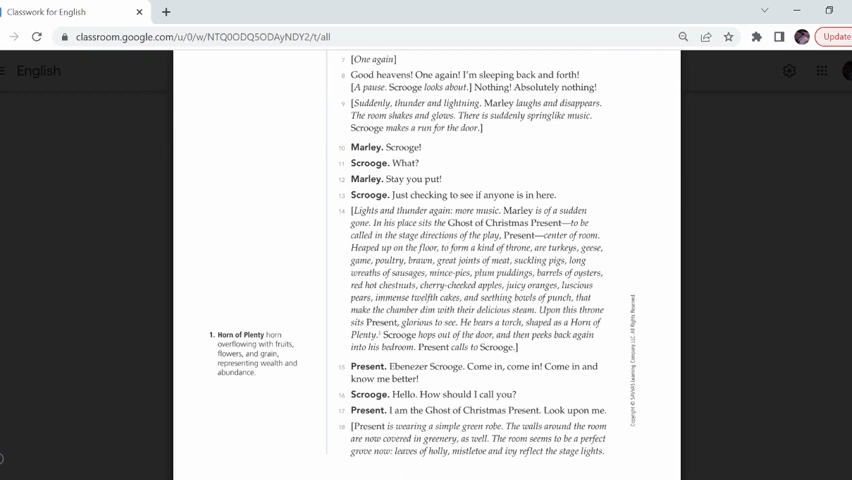 Classwork for English
classroom.google.com/u/0/w/NTQ0ODQ5ODAyNDY2/t/all
Update
English
7 [One again]
8 Good heavens! One again! I'm sleeping back and forth!
[A pause. Scrooge looks about.] Nothing! Absolutely nothing!
9 [Suddenly, thunder and lightning. Marley laughs and disappears.
The room shakes and glows. There is suddenly springlike music.
Scrooge makes a run for the door.]
10 Marley. Scrooge!
11 Scrooge. What?
12 Marley. Stay you put!
13 Scrooge. Just checking to see if anyone is in here.
14 [Lights and thunder again: more music. Marley is of a sudden
gone. In his place sits the Ghost of Christmas Present—to be
called in the stage directions of the play, Present—center of room.
Heaped up on the floor, to form a kind of throne, are turkeys, geese,
game, poultry, brawn, great joints of meat, suckling pigs, long
wreaths of sausages, mince-pies, plum puddings, barrels of oysters,
red hot chestnuts, cherry-cheeked apples, juicy oranges, luscious
pears, immense twelfth cakes, and seething bowls of punch, that
make the chamber dim with their delicious steam. Upon this throne
sits Present, glorious to see. He bears a torch, shaped as a Horn of
Plenty.1 Scrooge hops out of the door, and then peeks back again
into his bedroom. Present calls to Scrooge.]
15 Present. Ebenezer Scrooge. Come in, come in! Come in and
know me better!
16 Scrooge. Hello. How should I call you?
17 Present. I am the Ghost of Christmas Present. Look upon me.
18 [Present is wearing a simple green robe. The walls around the room
are now covered in greenery, as well. The room seems to be a perfect
grove now: leaves of holly, mistletoe and ivy reflect the stage lights.
1. Horn of Plenty horn
overflowing with fruits,
flowers, and grain,
representing wealth and
abundance.
Copyright © SAVVAS Learning Company LLC. All Rights Reserved.